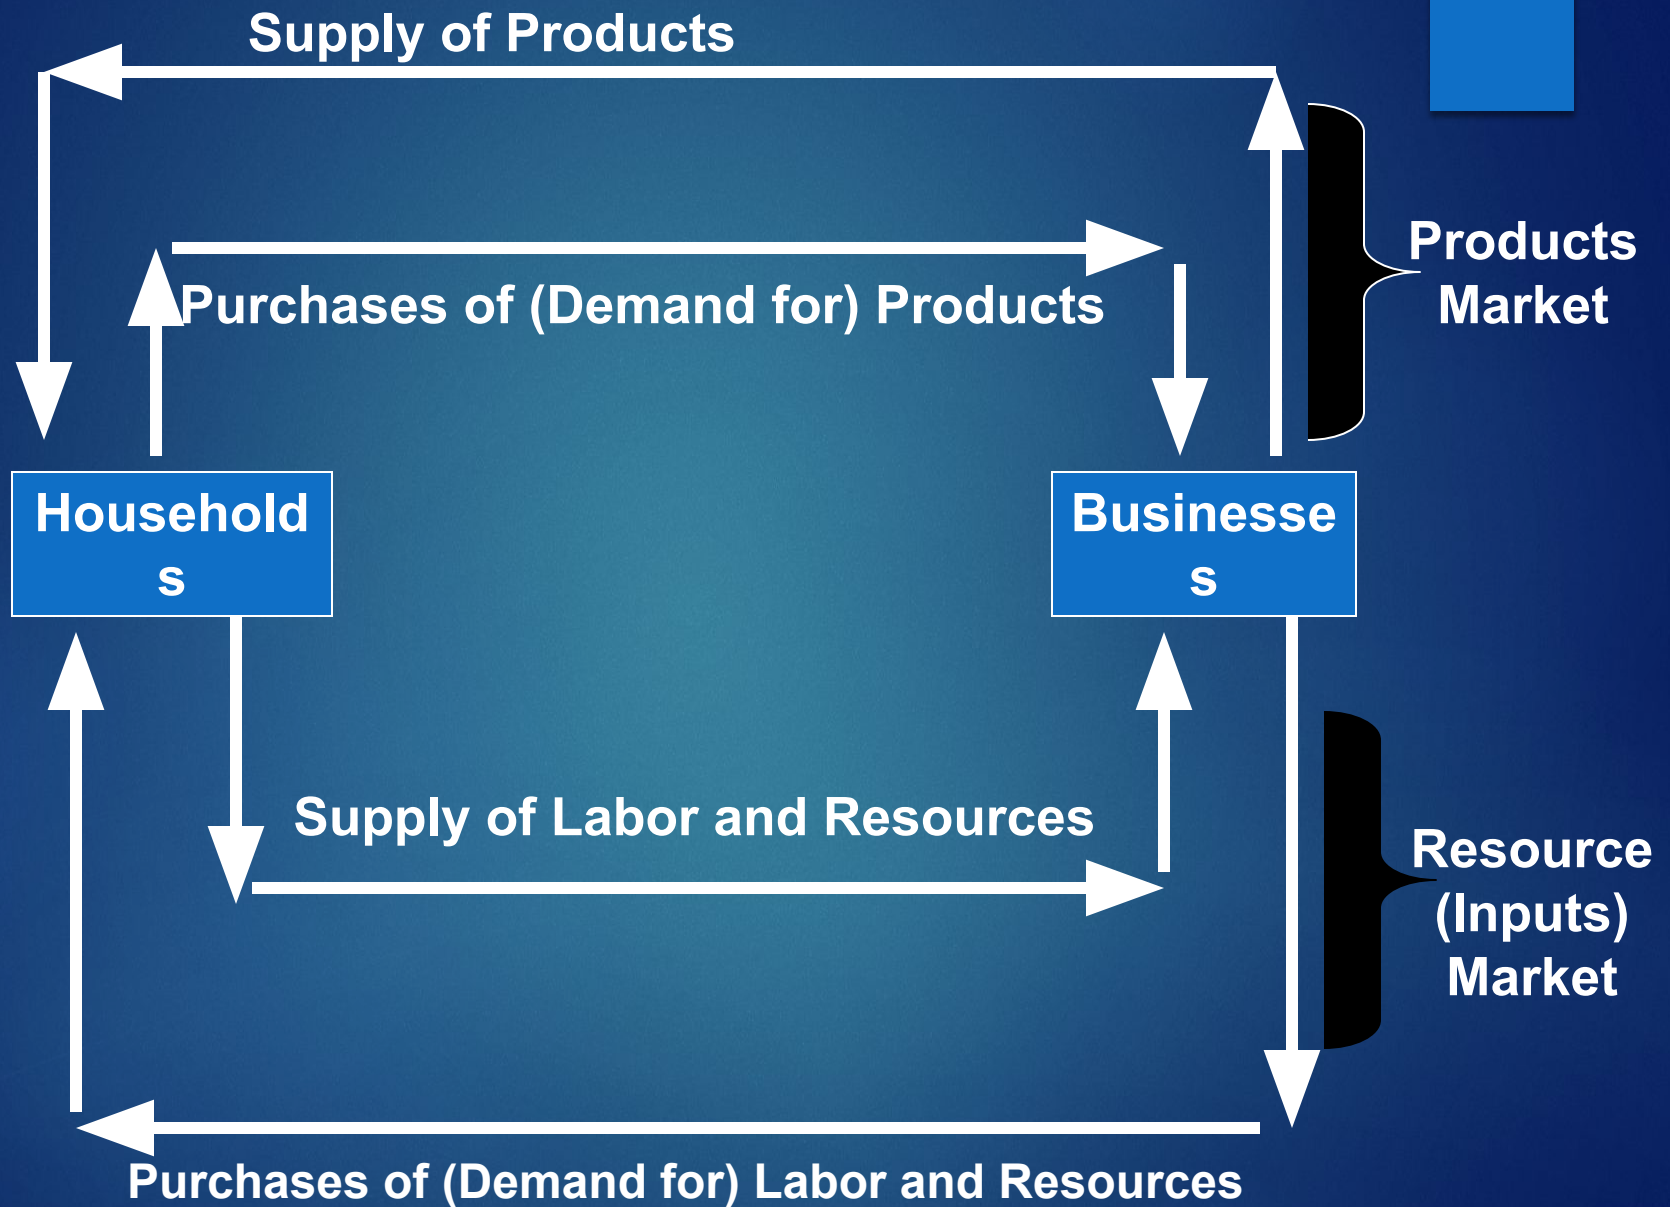 Supply of Products
Purchases of (Demand for) Products
Products
Market
Household
s
Businesse
s
Supply of Labor and Resources
Resource
(Inputs)
Market
Purchases of (Demand for) Labor and Resources